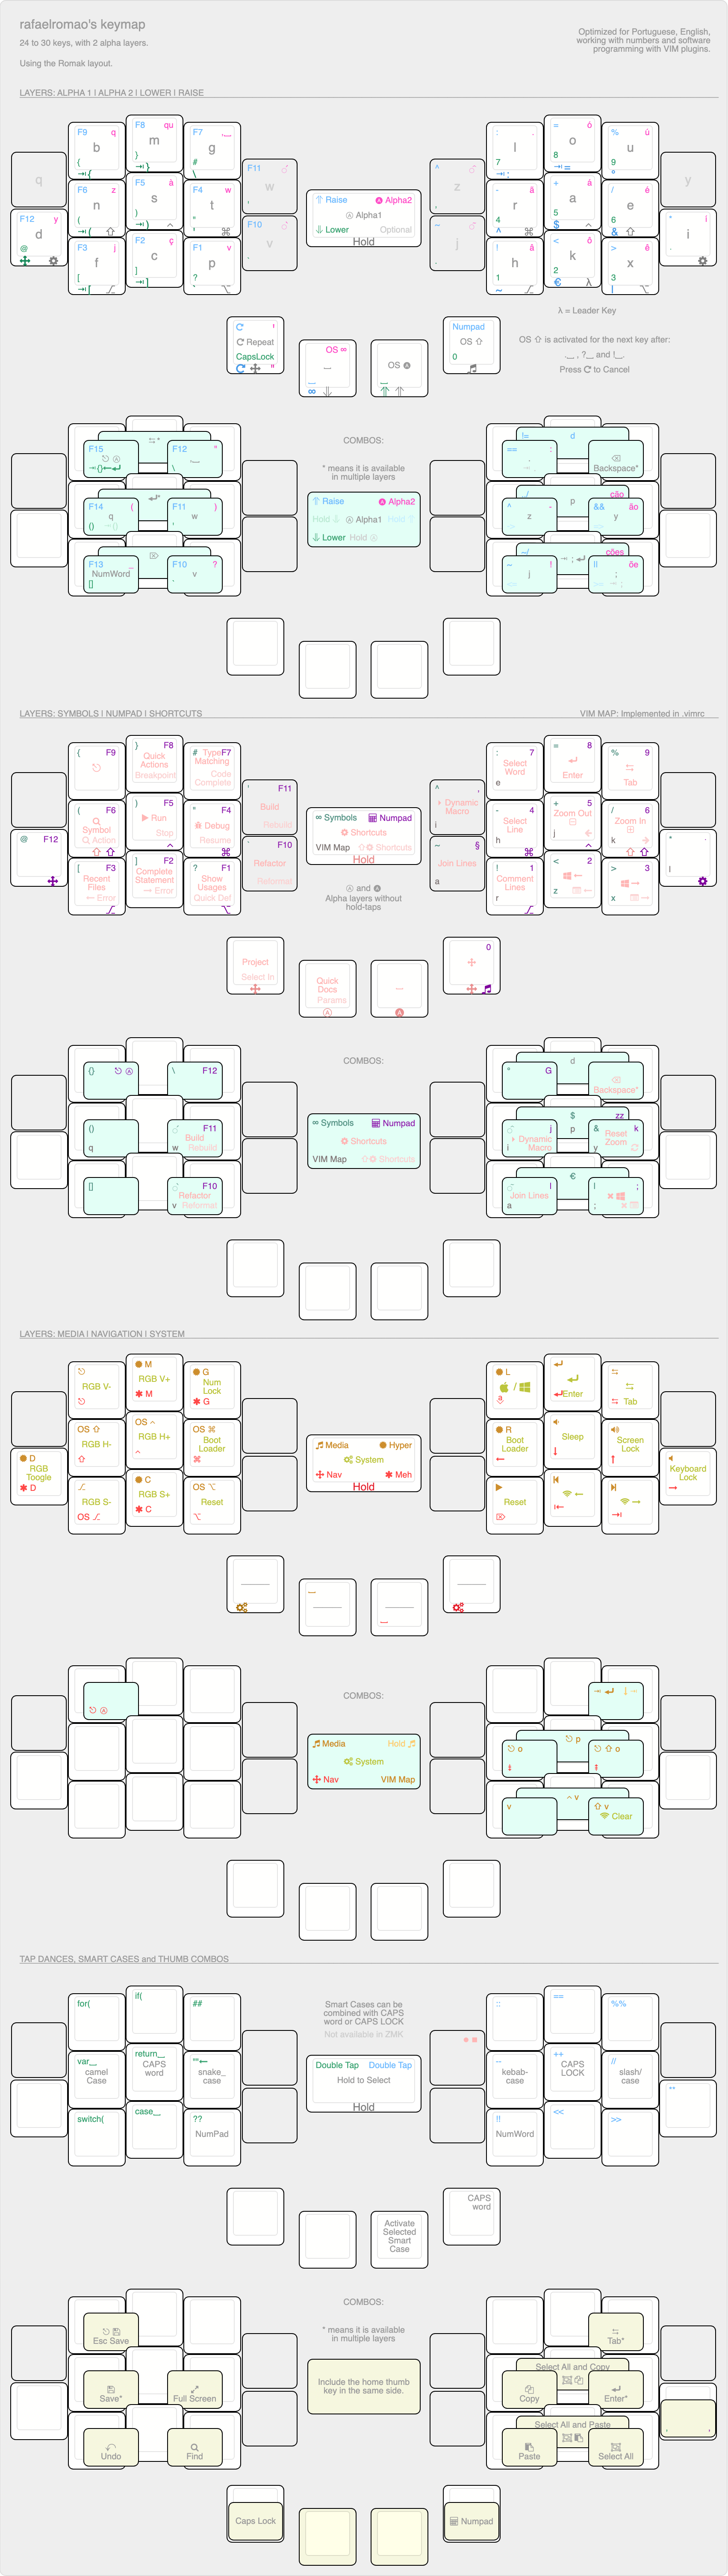 rafaelromao's keymap
24 to 30 keys, with 2 alpha layers.
Using the Romak layout.
Optimized for Portuguese, English,
working with numbers and software
programming with VIM plugins.
LAYERS: ALPHA 1 | ALPHA 2 | LOWER | RAISE
F9 q F8 qu F7
b m g
{ } #
q
F11 w
F6 z F5 à F4 t
n s w
F12 y
d
@
F10 v
F3 j F2 ç F1 v
f c p
[ ] ?
Raise Alpha2
Alpha1
Lower Optional
Hold
: . = ó % ú
l o u
7 8 9
z y
- ã + á / é
r a e
4 5 6
^ $ &
j i
! â < ô > ê
h k x
1 2 3
~ € λ |
λ = Leader Key
' Repeat
CapsLock
"
OS ∞
OS
Numpad
OS
0
OS ⇧ is activated for the next key after:
Press to Cancel
COMBOS:
* means it is available
in multiple layers
F15 F12 "
\
F14 ( F11 )
q w
()
F13 _ F10 ?
NumWord v
[]
Raise Alpha2
Hold Alpha1 Hold
Lower Hold
!= d
== :
Backspace*
../ p cão
^ - && ão
z y
~/ ções
~ ! || õe
j ;
LAYERS: SYMBOLS | NUMPAD | SHORTCUTS
VIM MAP: Implemented in .vimrc
{ F9 } F8 # Type F7
Quick Matching
Actions
Breakpoint Code
Complete
' F11
Build
Rebuild
( F6 ) F5 * F4
Symbol Run Debug
Action Stop Resume
@ F12
. F10
Refactor
Reformat
[ F3 ] F2 ? F1
Recent Complete Show
Files Statement Usages
Error Error Quick Def
∞ Symbols Numpad
Shortcuts
VIM Map Shortcuts
Hold
Ⓐ and 🅐
Alpha layers without
hold-taps
: 7 = 8 % 9
Select
Word Enter Tab
e
^ ,
Dynamic
Macro
i
- 4 + 5 / 6
Select Zoom Out Zoom In
Line
h j k
~ §
Join Lines
a
! 1 < 2 > 3
Comment
Lines
r z x
Project
Select In
Quick
Docs
Params
0
COMBOS:
{} \ F12
() F11
Build
q w Rebuild
[] F10
Refactor
v Reformat
∞ Symbols Numpad
Shortcuts
VIM Map Shortcuts
d
* G
Backspace*
$ zz
p
j & k
Dynamic Reset
i Macro y Zoom
€
l | ;
Join Lines
a ;
LAYERS: MEDIA | NAVIGATION | SYSTEM
M G
RGB V- RGB V+ Num
Lock
M G
OS OS OS ⌘
RGB H- RGB H+ Boot
Loader
D
RGB
Toogle
D
C OS
RGB S- RGB S+ Reset
OS C
Media Hyper
System
Nav Meh
Hold
L
/
a Enter Tab
R
Boot Sleep Screen
Loader Lock
Keyboard
Lock
Reset
COMBOS:
Media Hold
System
Nav VIM Map
p
o o
v
v v
Clear
TAP DANCES, SMART CASES and THUMB COMBOS
for( if( ##
var_ return_
camel CAPS snake_
Case word case
switch( case_ ??
NumPad
Smart Cases can be
combined with CAPS
word or CAPS LOCK
Not available in ZMK
Double Tap Double Tap
Hold to Select
Hold
:: == %%
-- ++ //
kebab- CAPS slash/
case LOCK case
!! << >>
NumWord
Activate
Selected
Smart
Case
CAPS
word
COMBOS:
* means it is available
in multiple layers
Esc Save
Save* Full Screen
Undo Find
Include the home thumb
key in the same side.
Tab*
Select All and Copy
Copy Enter*
Select All and Paste
Paste Select All
Caps Lock
Numpad